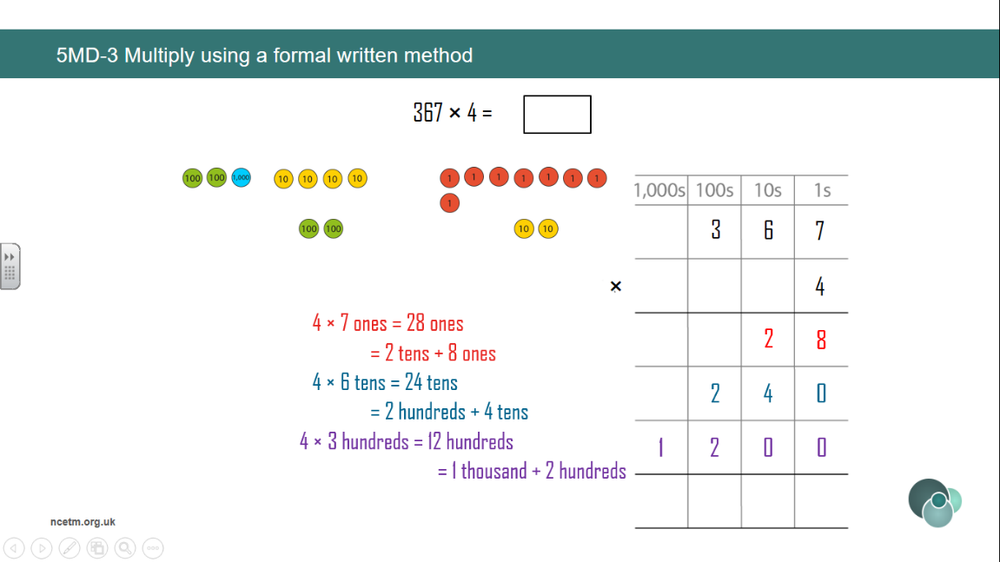 5MD-3 Multiply using a formal written method
367 × 4 =
100 100 1,000 10 10 10 10 1 1 1 1 1 1 1
1
100 100 10 10
1,000s 100s 10s 1s
3 6 7
× 4
2 8
2 4 0
1 2 0 0
4 × 7 ones = 28 ones
= 2 tens + 8 ones
4 × 6 tens = 24 tens
= 2 hundreds + 4 tens
4 × 3 hundreds = 12 hundreds
= 1 thousand + 2 hundreds
ncetm.org.uk